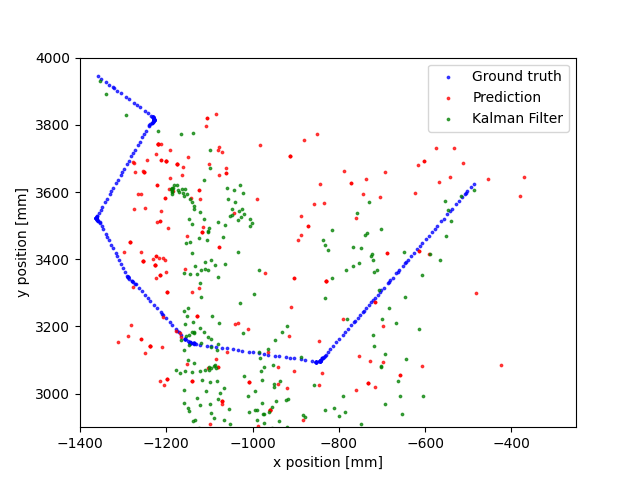 4000
3800
3600
3400
3200
3000
y position [mm]
−1400
−1200
−1000
−800
−600
−400
x position [mm]
Ground truth
Prediction
Kalman Filter